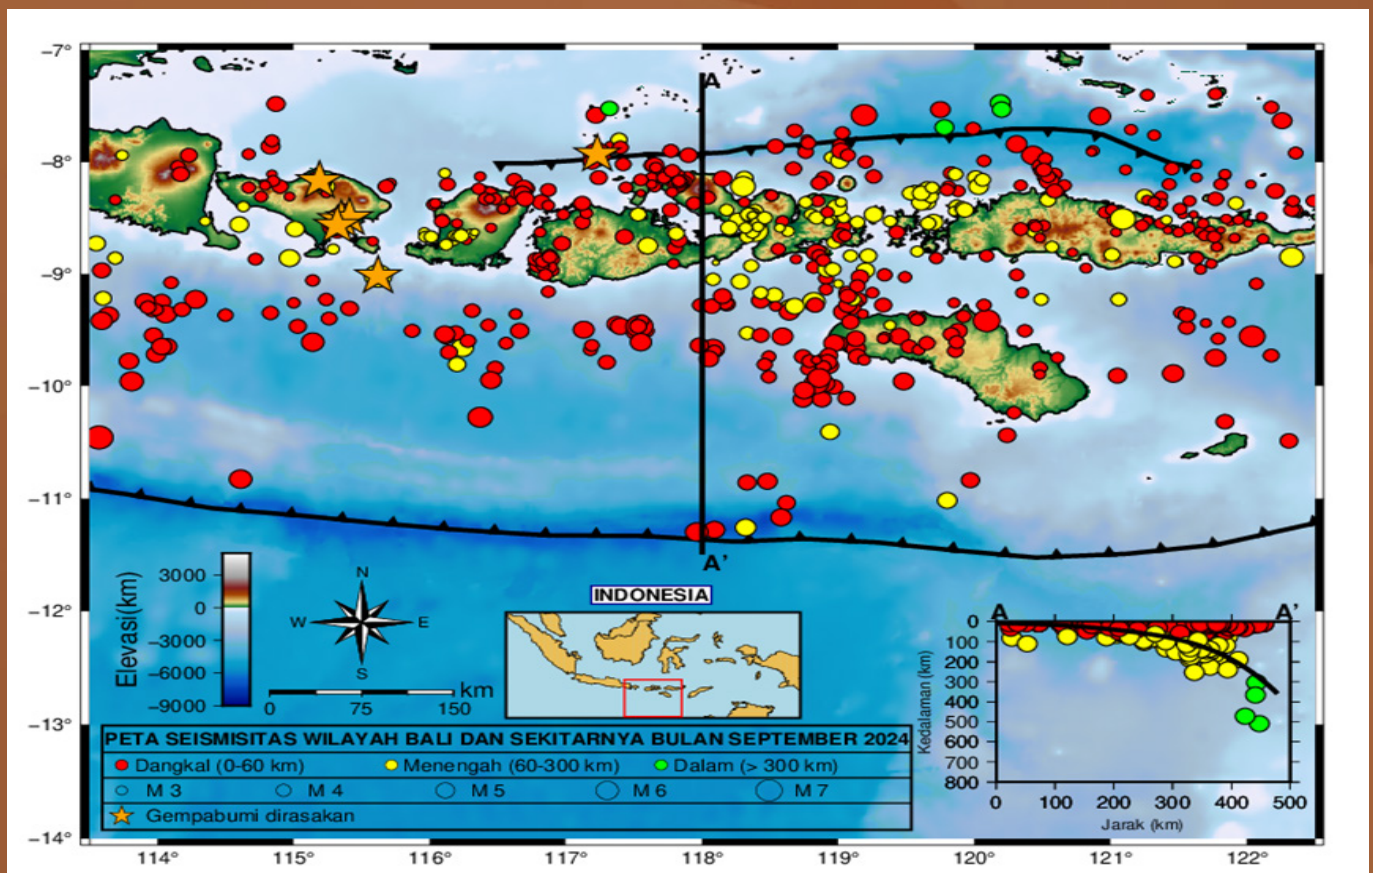 −7°
−8°
−9°
−10°
−11°
−12°
−13°
−14°
A
A’
Elevasi(km)
3000
0
−3000
−6000
−9000
N
W E
S
km
0 75 150
INDONESIA
PETA SEISMISITAS WILAYAH BALI DAN SEKITARNYA BULAN SEPTEMBER 2024
Dangkal (0-60 km) Menengah (60-300 km) Dalam (> 300 km)
M 3 M 4 M 5 M 6 M 7
Gempabumi dirasakan
A A’
Kedalaman (km)
0
100
200
300
400
500
600
700
800
0 100 200 300 400 500
Jarak (km)
114° 115° 116° 117° 118° 119° 120° 121° 122°